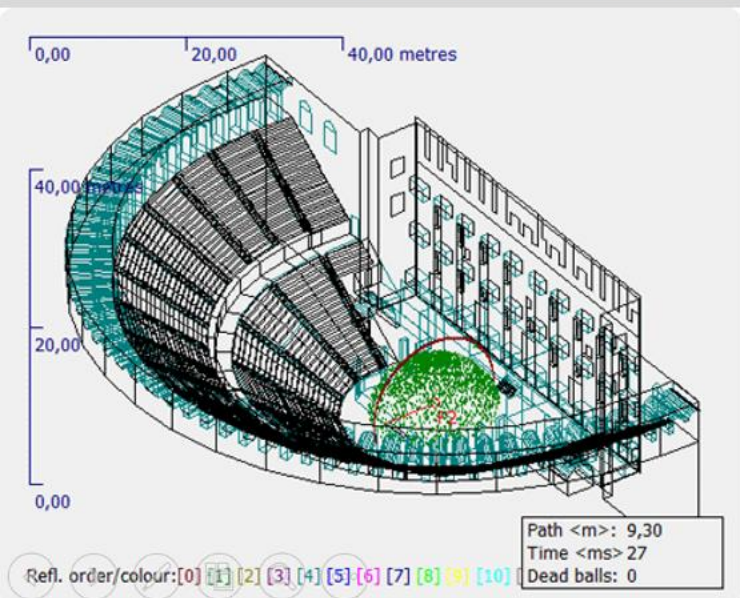 0,00 20,00 40,00 metres
40,00 metres
20,00
0,00
P2
Path <m>: 9,30
Time <ms> 27
Dead balls: 0
Refl. order/colour:[0] [1] [2] [3] [4] [5] [6] [7] [8] [9] [10]